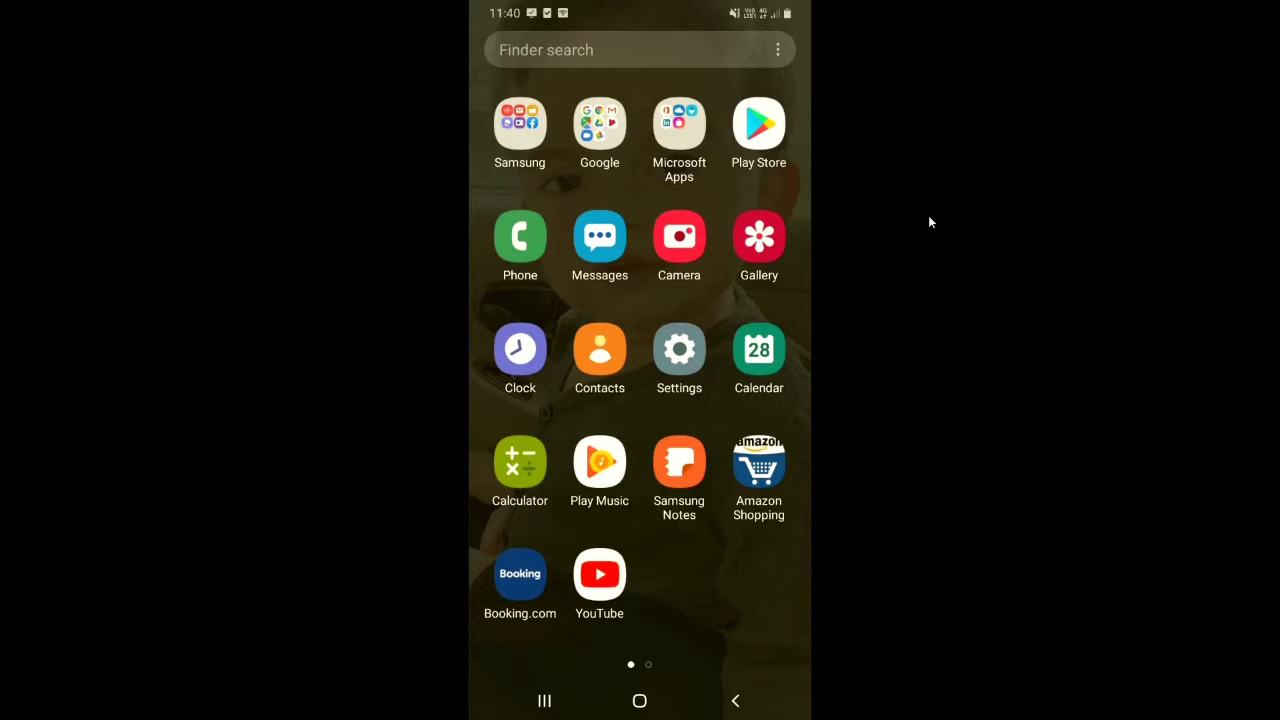 11:40
Finder search
Samsung Google Microsoft Apps Play Store
Phone Messages Camera Gallery
28
Clock Contacts Settings Calendar
amazon
Calculator Play Music Samsung Notes Amazon Shopping
Booking
Booking.com YouTube